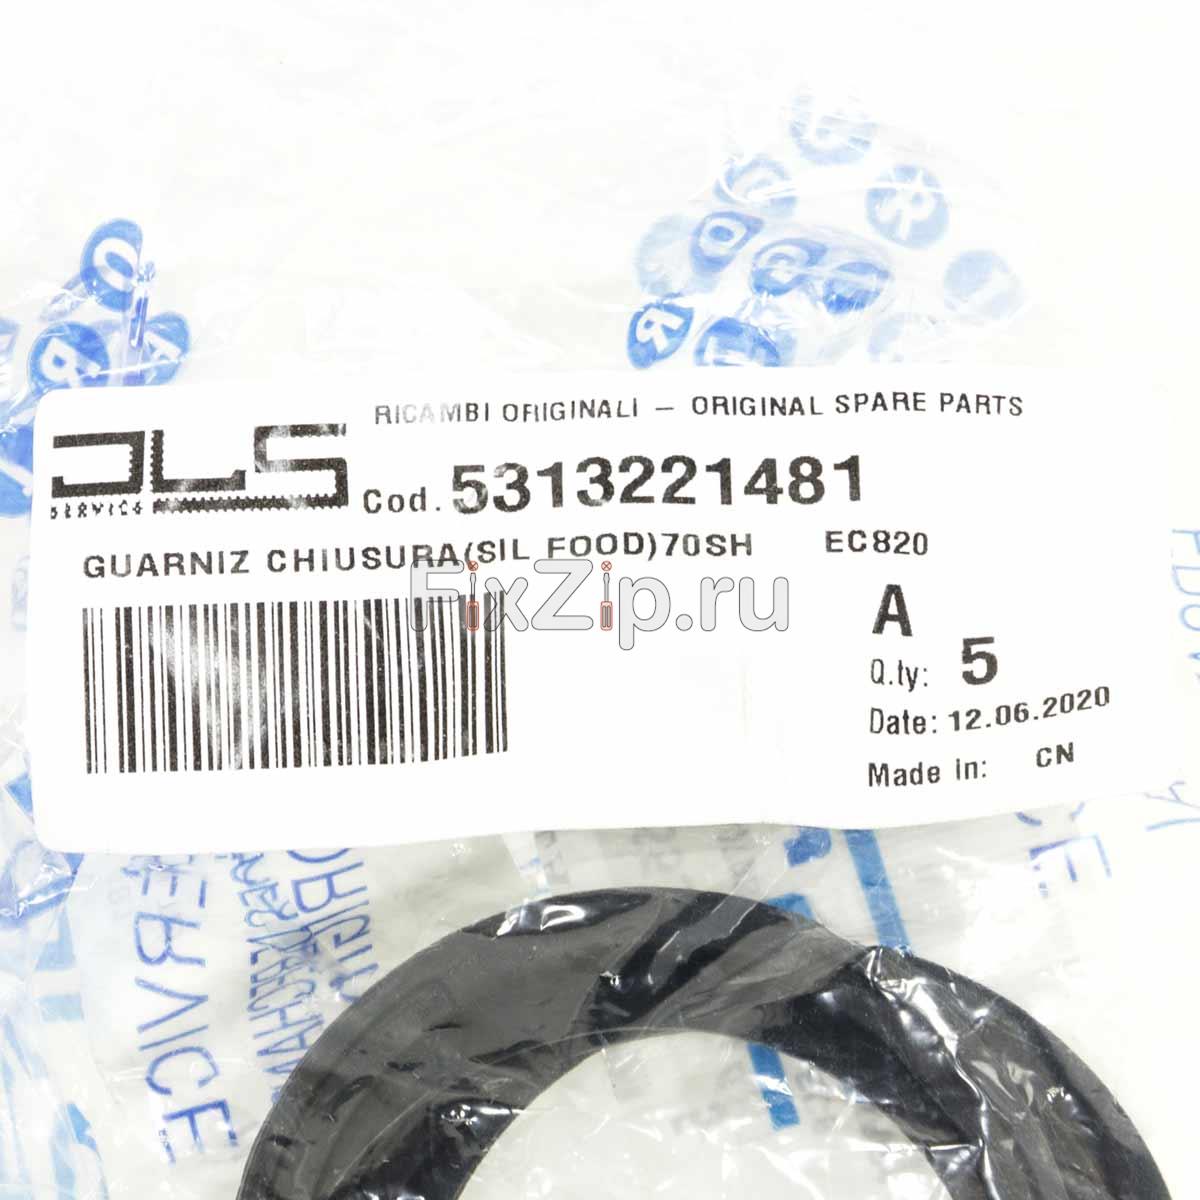 RICAMBI ORIGINALI – ORIGINAL SPARE PARTS
DLS
SERVICE
Cod. 5313221481
GUARNIZ CHIUSURA(SIL FOOD)70SH EC820
FixZip.ru
A
Q.ty: 5
Date: 12.06.2020
Made in: CN